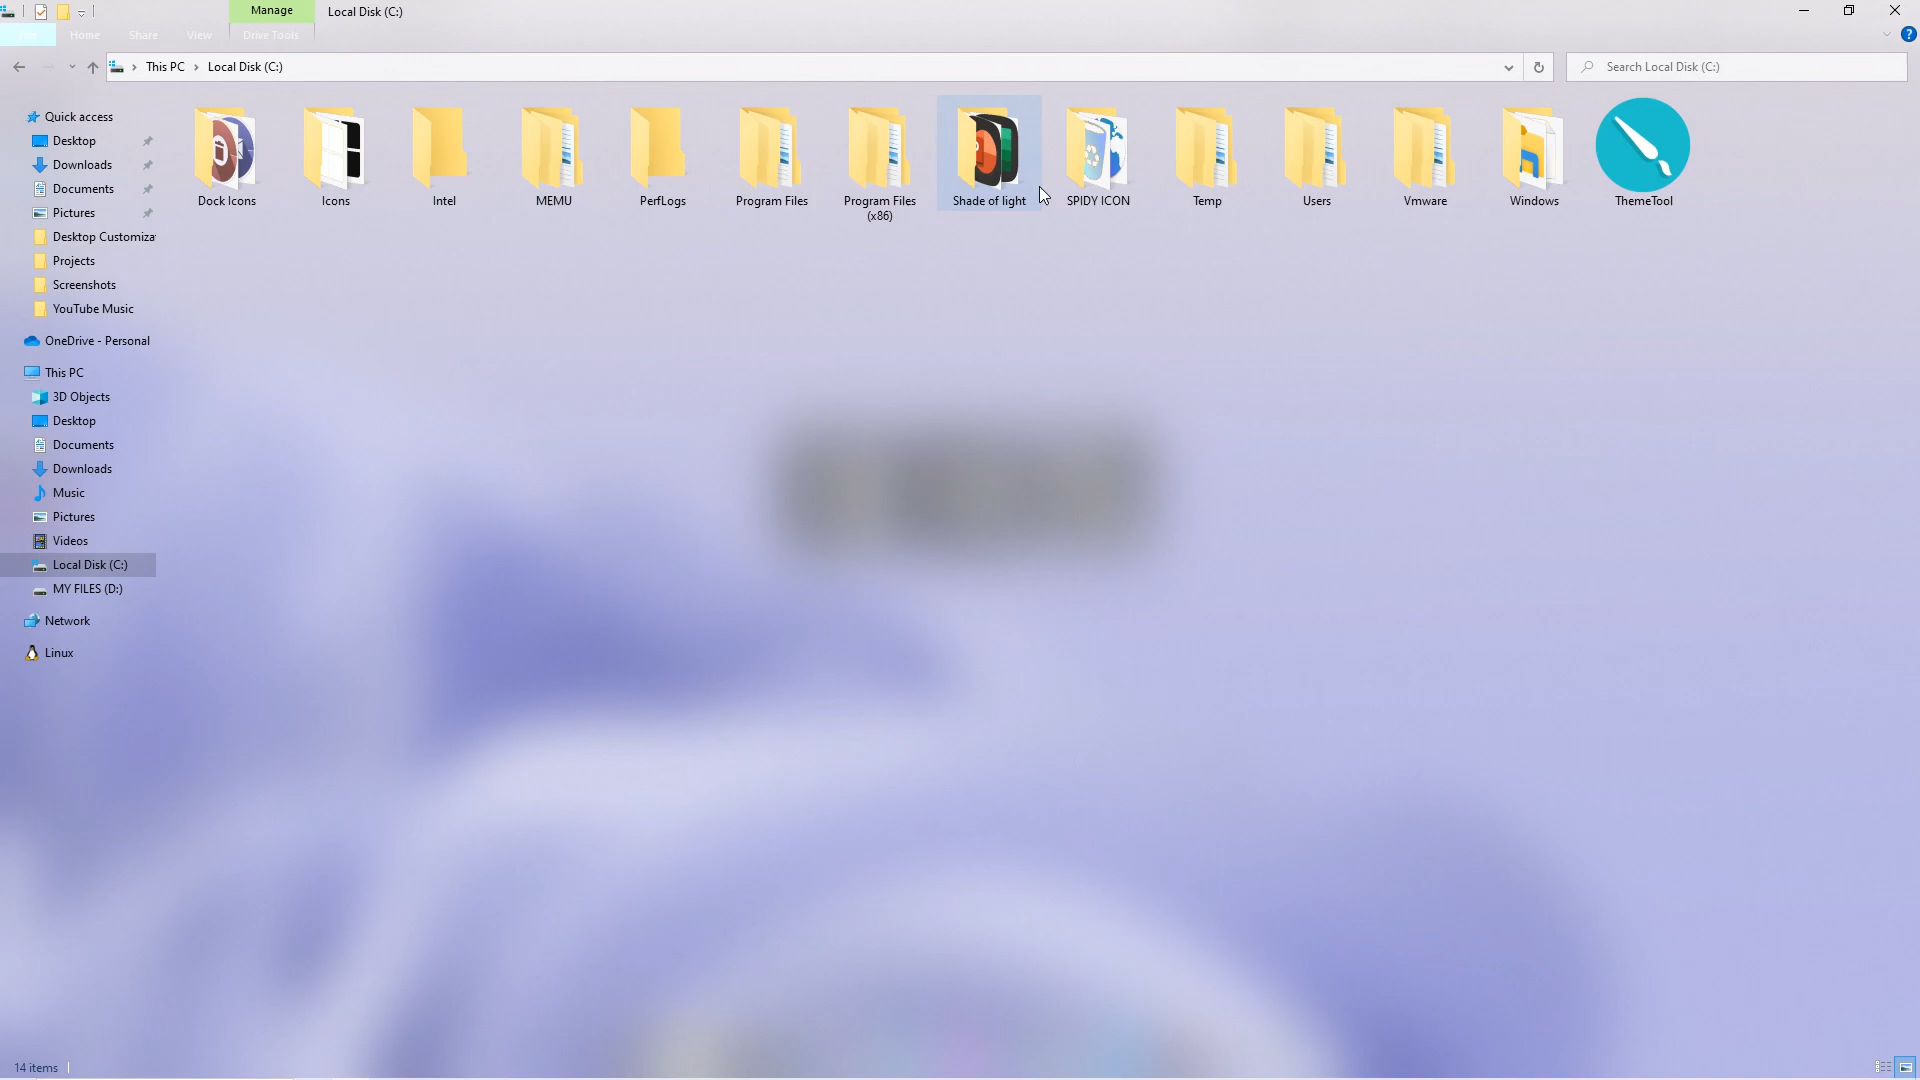 Manage
Local Disk (C:)
Home
Share
View
Drive Tools
This PC
Local Disk (C:)
Search Local Disk (C:)
Quick access
Desktop
Downloads
Documents
Pictures
Desktop Customiza
Projects
Screenshots
YouTube Music
OneDrive - Personal
This PC
3D Objects
Desktop
Documents
Downloads
Music
Pictures
Videos
Local Disk (C:)
MY FILES (D:)
Network
Linux
Dock Icons
Icons
Intel
MEMU
PerfLogs
Program Files
Program Files
(x86)
Shade of light
SPIDY ICON
Temp
Users
Vmware
Windows
ThemeTool
14 items